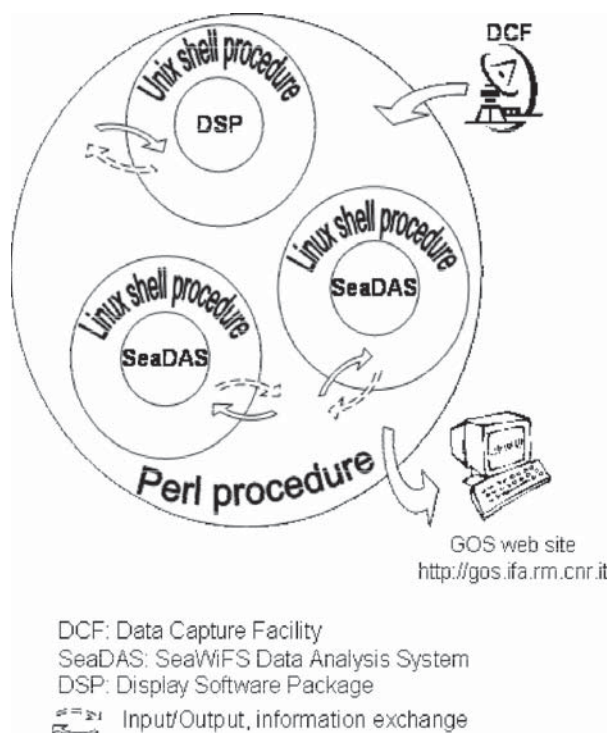 DCF
Unix shell procedure
DSP
Linux shell procedure
SeaDAS
Linux shell procedure
SeaDAS
Perl procedure
GOS web site
http://gos.ifa.rm.cnr.it
DCF: Data Capture Facility
SeaDAS: SeaWiFS Data Analysis System
DSP: Display Software Package
Input/Output, information exchange